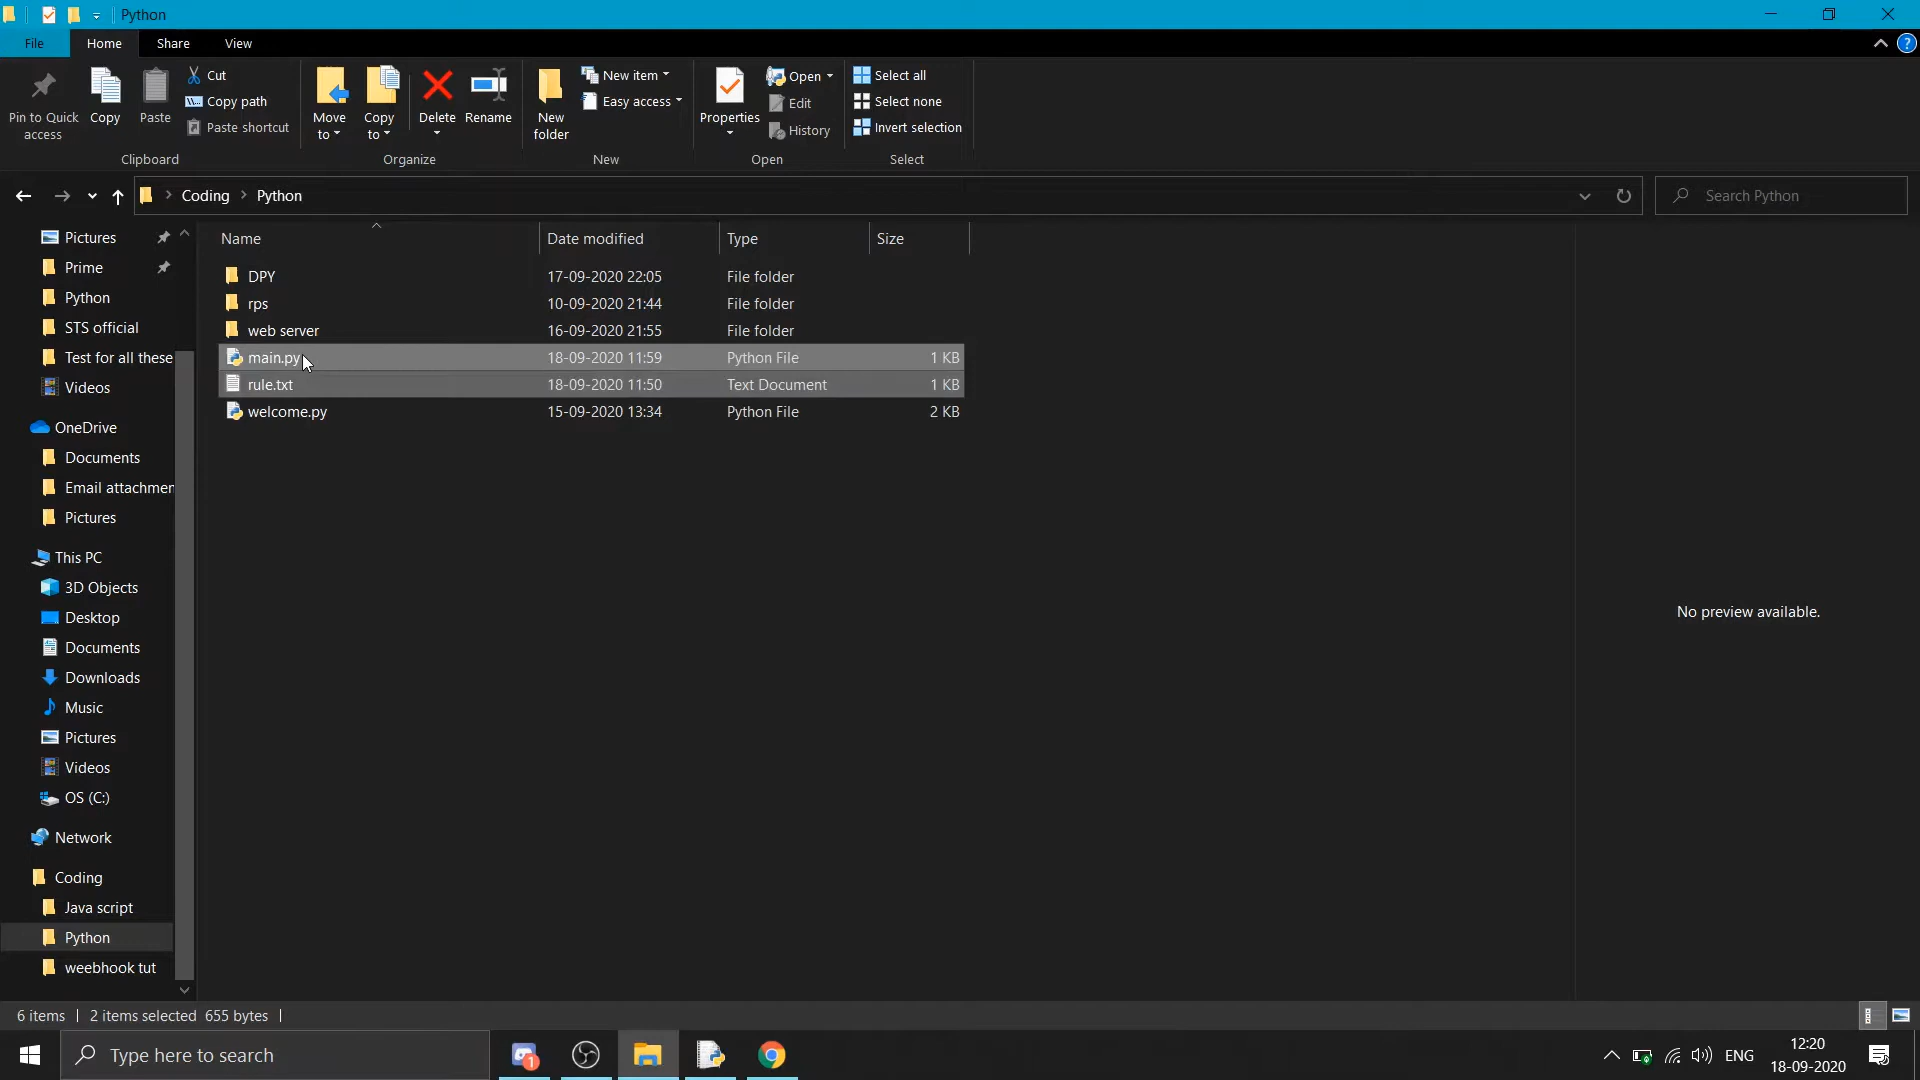 Python
File Home Share View
Pin to Quick access
Copy
Paste
Cut
Copy path
Paste shortcut
Clipboard
Move to
Copy to
Delete
Rename
Organize
New folder
New item
Easy access
New
Properties
Open
Edit
History
Open
Select all
Select none
Invert selection
Select
Coding Python
Search Python
Pictures
Prime
Python
STS official
Test for all these
Videos
OneDrive
Documents
Email attachmen
Pictures
This PC
3D Objects
Desktop
Documents
Downloads
Music
Pictures
Videos
OS (C:)
Network
Coding
Java script
Python
weebhook tut
Name Date modified Type Size
DPY 17-09-2020 22:05 File folder
rps 10-09-2020 21:44 File folder
web server 16-09-2020 21:55 File folder
main.py 18-09-2020 11:59 Python File 1 KB
rule.txt 18-09-2020 11:50 Text Document 1 KB
welcome.py 15-09-2020 13:34 Python File 2 KB
No preview available.
6 items 2 items selected 655 bytes
Type here to search
1
ENG
12:20
18-09-2020